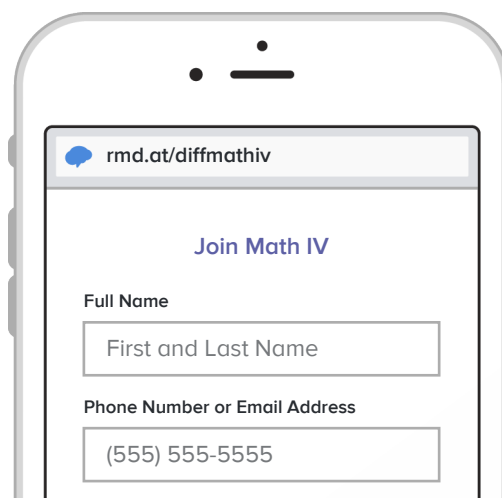 rmd.at/diffmathiv
Join Math IV
Full Name
First and Last Name
Phone Number or Email Address
(555) 555-5555